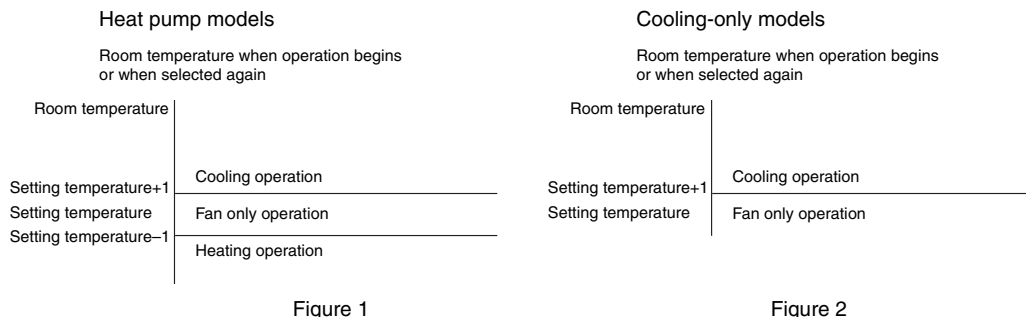 Heat pump models
Room temperature when operation begins
or when selected again
Room temperature
Cooling operation
Setting temperature+1
Setting temperature
Fan only operation
Setting temperature–1
Heating operation
Figure 1
Cooling-only models
Room temperature when operation begins
or when selected again
Room temperature
Cooling operation
Setting temperature+1
Setting temperature
Fan only operation
Figure 2